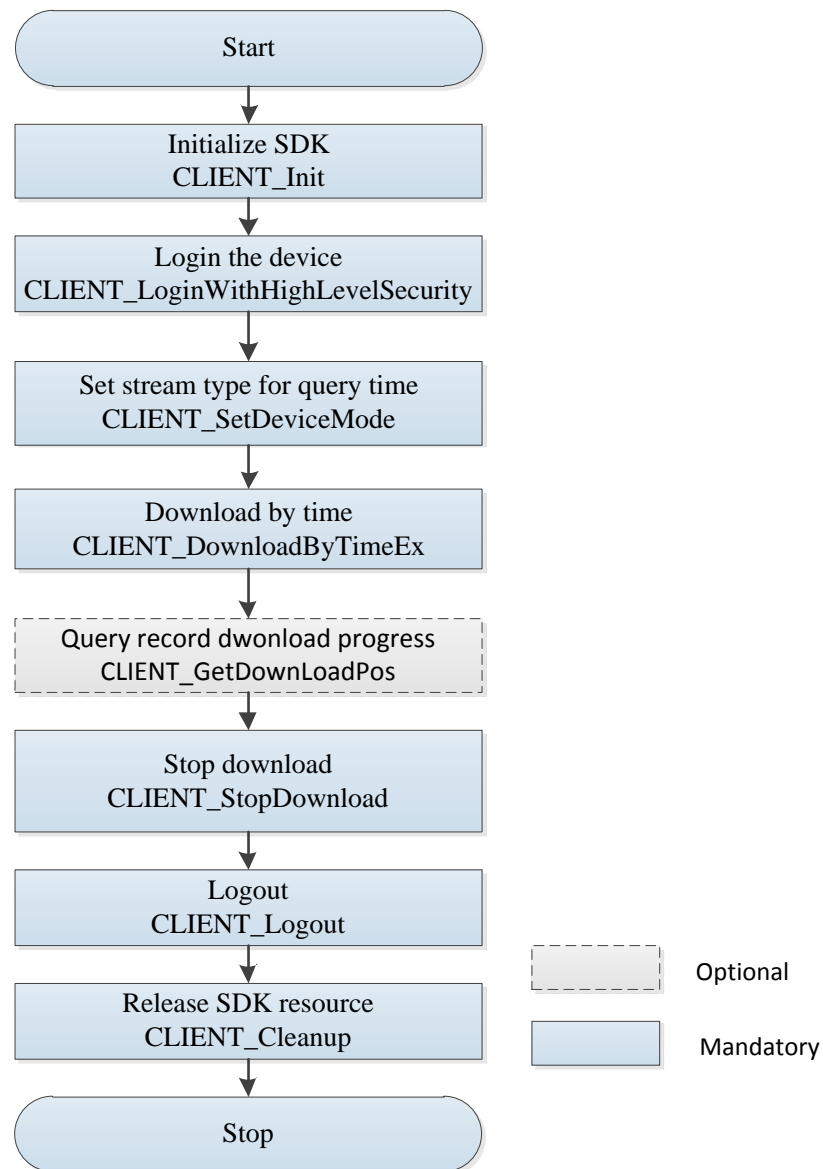 Start
Initialize SDK
CLIENT_Init
Login the device
CLIENT_LoginWithHighLevelSecurity
Set stream type for query time
CLIENT_SetDeviceMode
Download by time
CLIENT_DownloadByTimeEx
Query record dwonload progress
CLIENT_GetDownLoadPos
Stop download
CLIENT_StopDownload
Logout
CLIENT_Logout
Release SDK resource
CLIENT_Cleanup
Stop
Optional
Mandatory